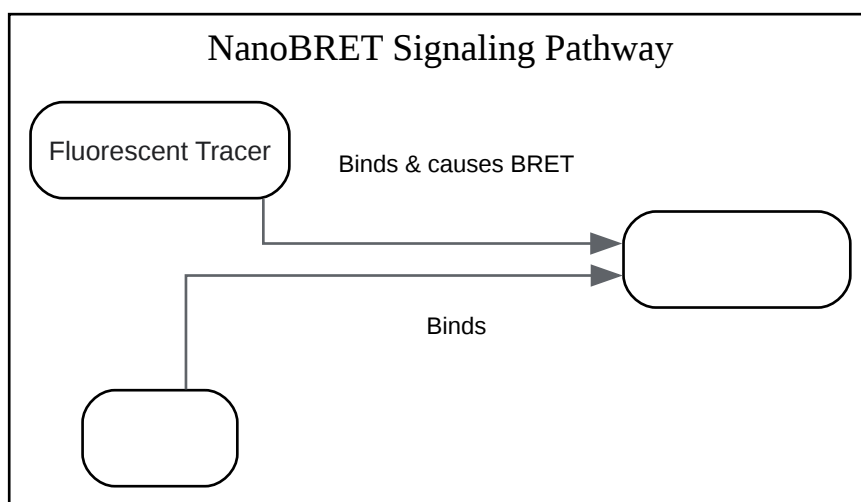 NanoBRET Signaling Pathway
Fluorescent Tracer
Binds & causes BRET
Binds